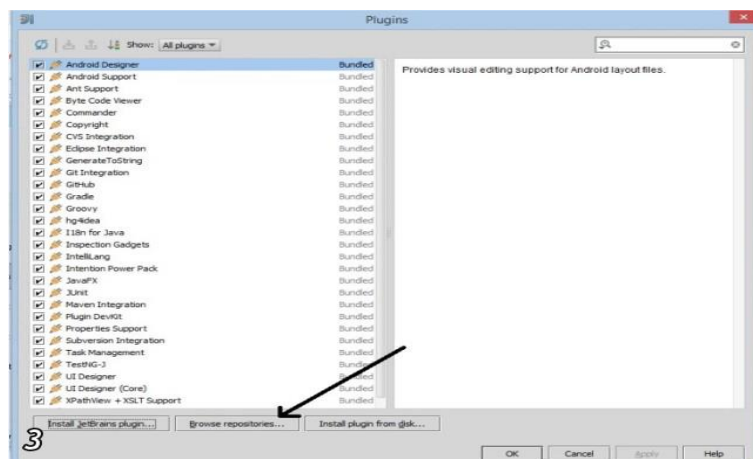 Plugins
Show: All plugins
Android Designer Bundled
Android Support Bundled
Ant Support Bundled
Byte Code Viewer Bundled
Commander Bundled
Copyright Bundled
CVS Integration Bundled
Eclipse Integration Bundled
GenerateToString Bundled
Git Integration Bundled
GitHub Bundled
Gradle Bundled
Groovy Bundled
hg4idea Bundled
I18n for Java Bundled
Inspection Gadgets Bundled
IntelliLang Bundled
Intention Power Pack Bundled
JavaFX Bundled
JUnit Bundled
Maven Integration Bundled
Plugin DevKit Bundled
Properties Support Bundled
Subversion Integration Bundled
Task Management Bundled
TestNG-J Bundled
UI Designer Bundled
UI Designer (Core) Bundled
XPathView + XSLT Support Bundled
Provides visual editing support for Android layout files.
Install JetBrains plugin... Browse repositories... Install plugin from disk...
3
OK Cancel Apply Help